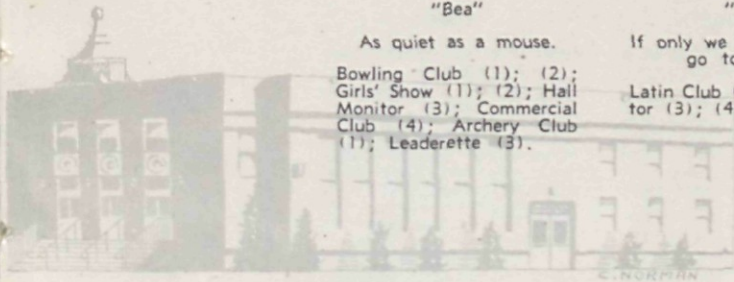 "Bea"
As quiet as a mouse.
Bowling Club (1); (2);
Girls' Show (1); (2); Hall
Monitor (3); Commercial
Club (4); Archery Club
(1); Leaderette (3).
"
If only we
go to
Latin Club (
tor (3); (4
C. NORMAN